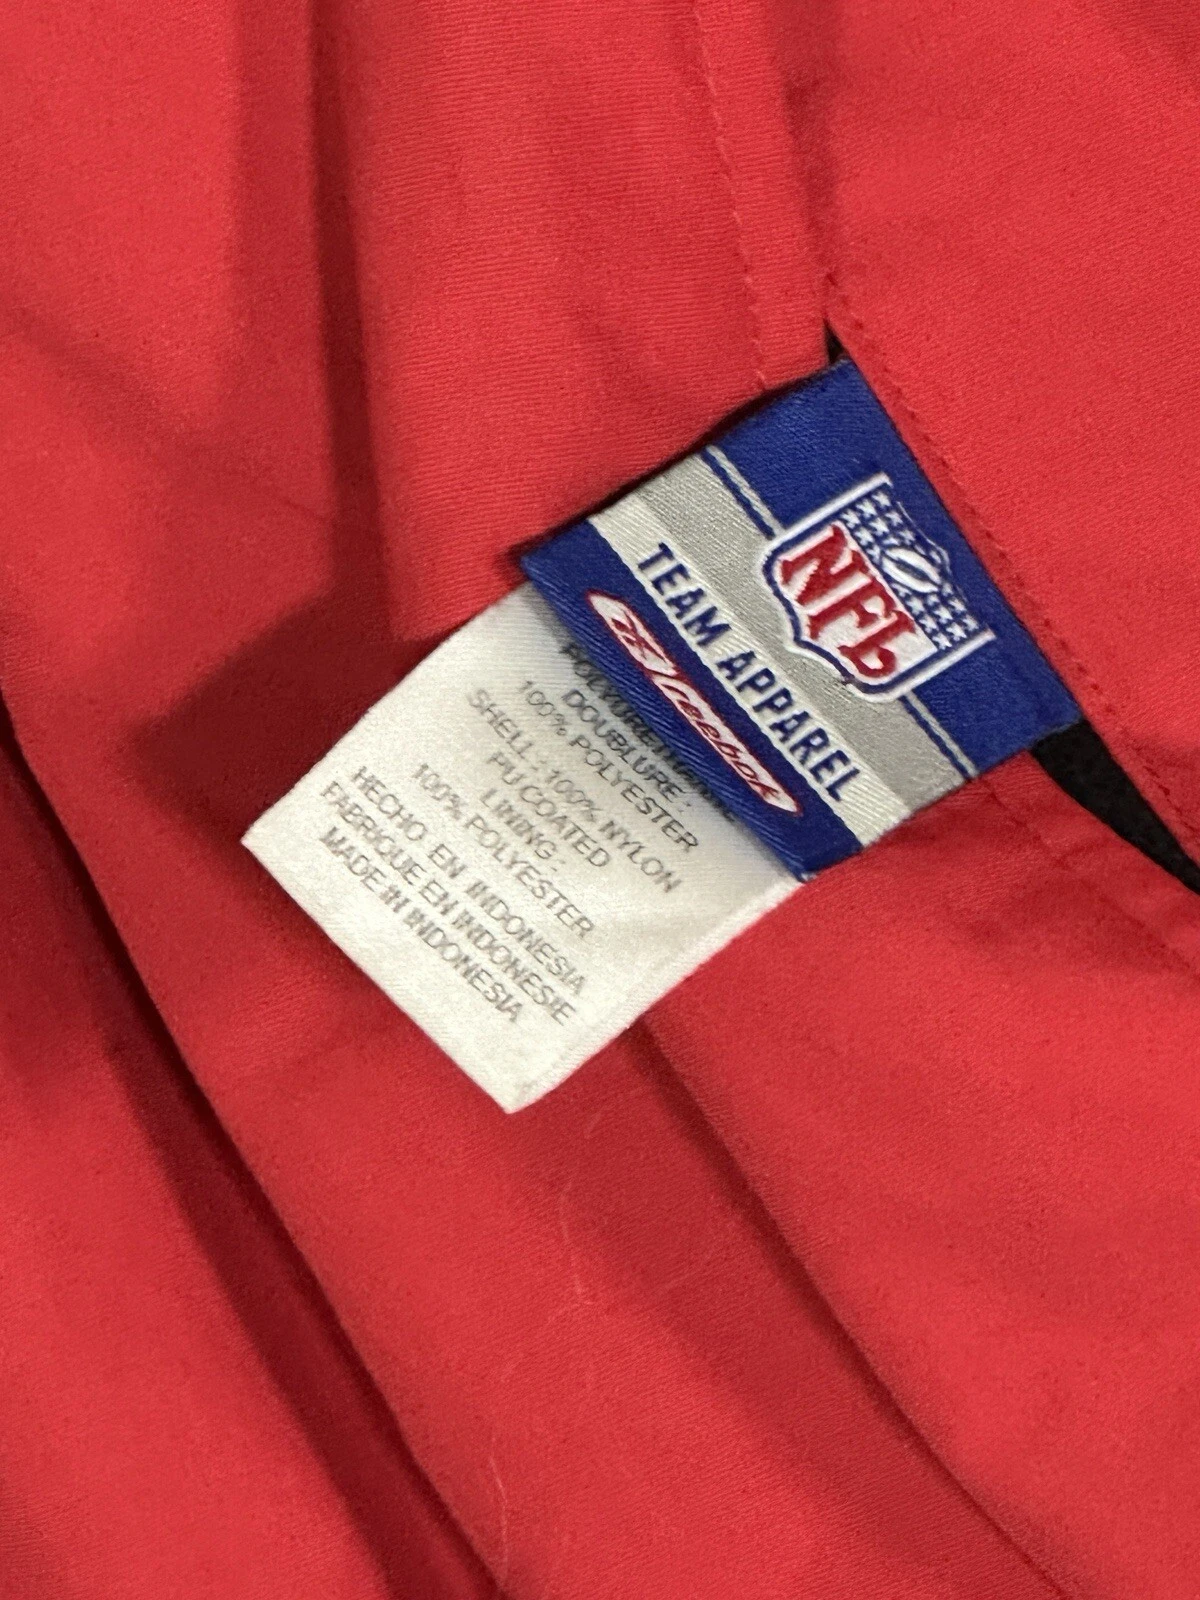 NFL
TEAM APPAREL
Reebok
DOUBLURE:
100% POLYESTER
SHELL: 100% NYLON
PU COATED
LINING:
100% POLYESTER
HECHO EN INDONESIA
FABRIQUE EN INDONESIE
MADE IN INDONESIA